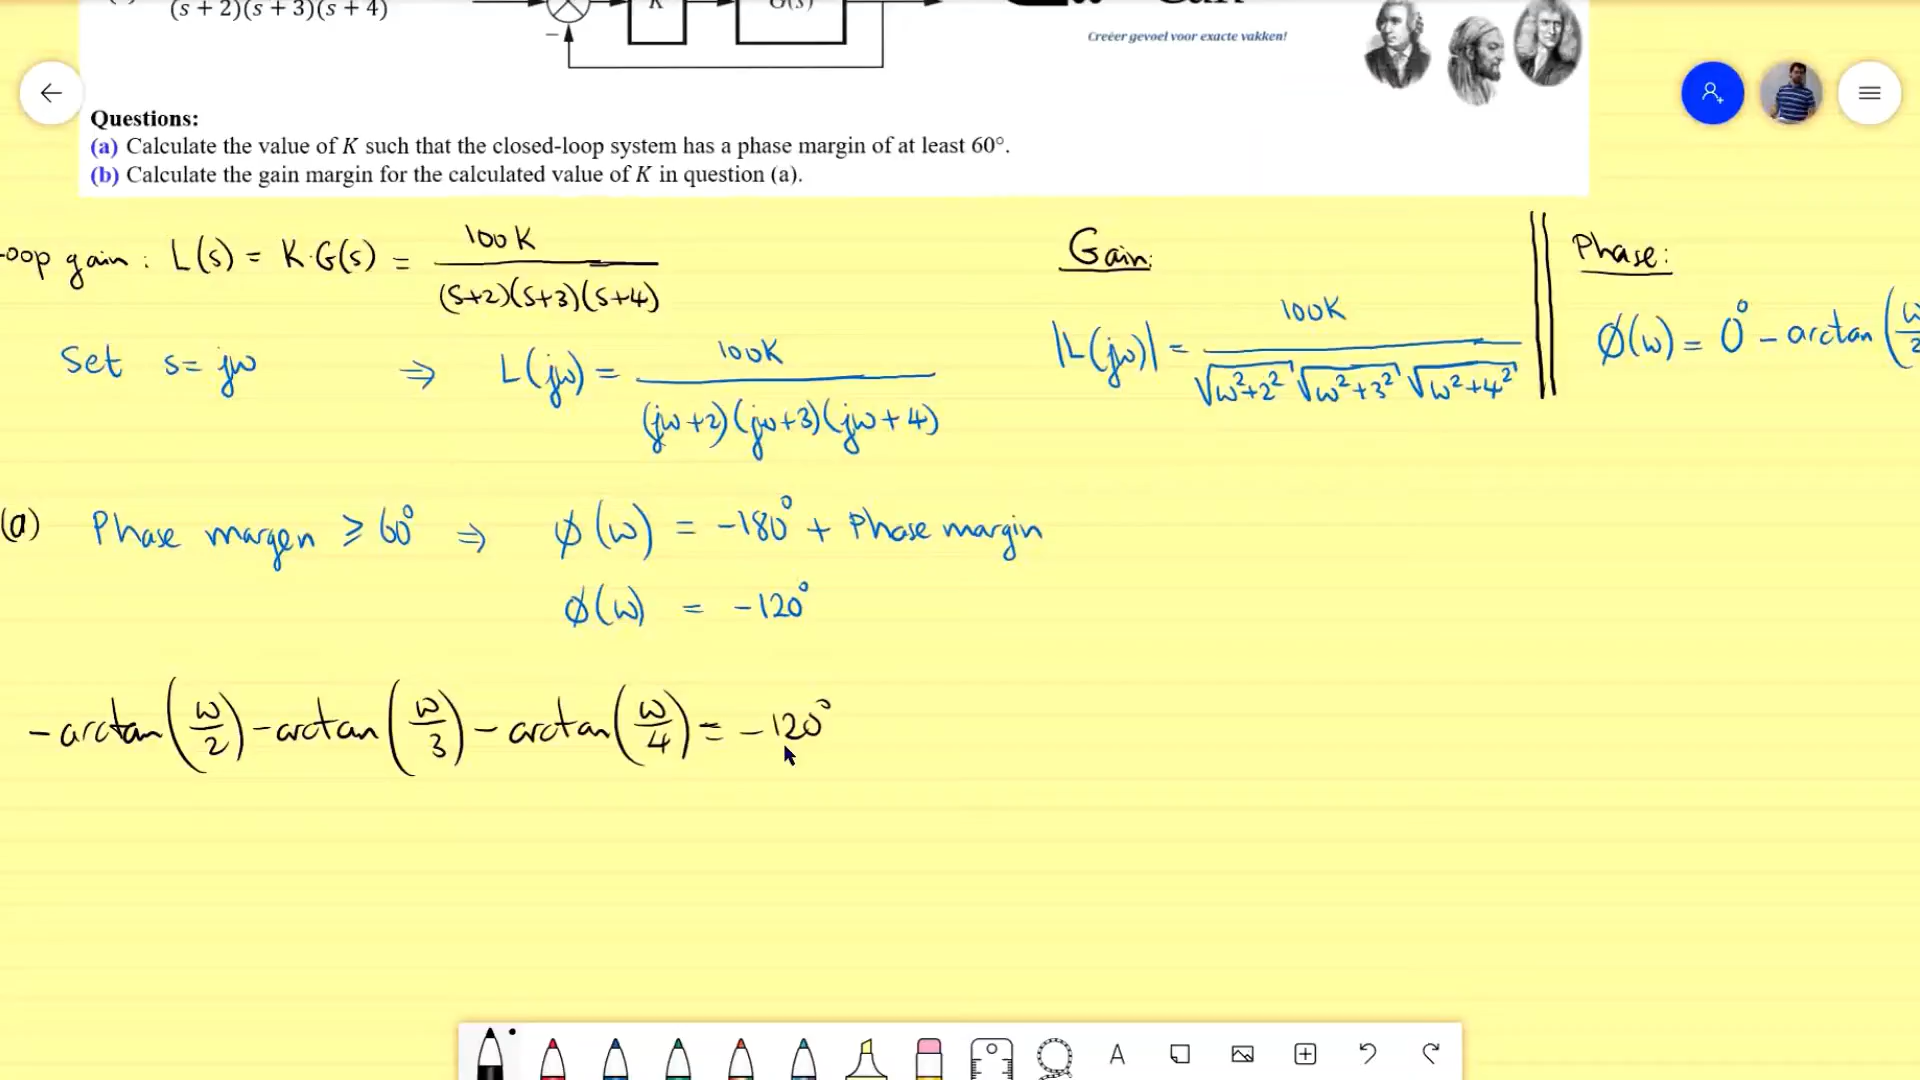 (s + 2)(s + 3)(s + 4)
K
G(s)
−
Creëer gevoel voor exacte vakken!
Questions:
(a) Calculate the value of K such that the closed-loop system has a phase margin of at least 60°.
(b) Calculate the gain margin for the calculated value of K in question (a).
oop gain : L(s) = K·G(s) = 100K / (s+2)(s+3)(s+4)
Gain:
Phase:
Set s = jω ⇒ L(jω) = 100K / (jω+2)(jω+3)(jω+4)
|L(jω)| = 100K / √ω²+2² √ω²+3² √ω²+4²
ϕ(ω) = 0° − arctan(ω/2
(a) Phase margen ≥ 60° ⇒ ϕ(ω) = −180° + Phase margin
ϕ(ω) = −120°
− arctan(ω/2) − arctan(ω/3) − arctan(ω/4) = −120°
A